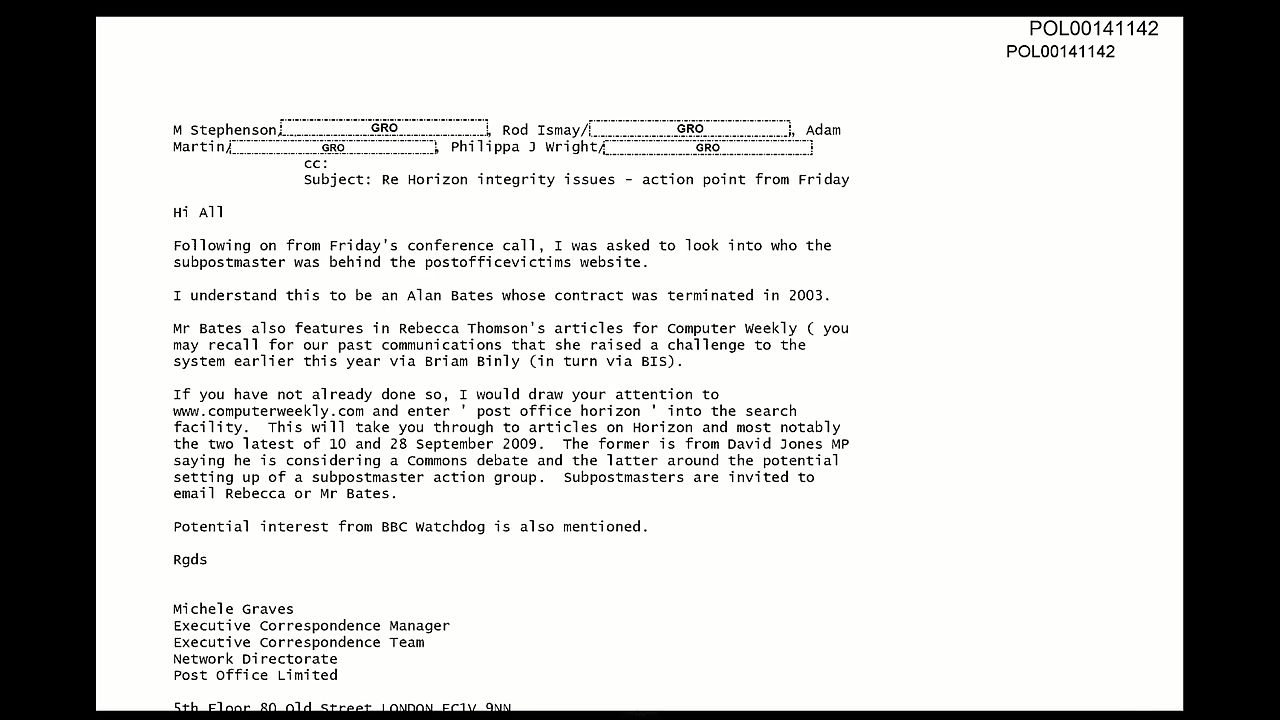 POL00141142
POL00141142
M Stephenson/ GRO , Rod Ismay/ GRO , Adam
Martin/ GRO , Philippa J Wright/ GRO
cc:
Subject: Re Horizon integrity issues - action point from Friday
Hi All
Following on from Friday's conference call, I was asked to look into who the
subpostmaster was behind the postofficevictims website.
I understand this to be an Alan Bates whose contract was terminated in 2003.
Mr Bates also features in Rebecca Thomson's articles for Computer Weekly ( you
may recall for our past communications that she raised a challenge to the
system earlier this year via Briam Binly (in turn via BIS).
If you have not already done so, I would draw your attention to
www.computerweekly.com and enter ' post office horizon ' into the search
facility. This will take you through to articles on Horizon and most notably
the two latest of 10 and 28 September 2009. The former is from David Jones MP
saying he is considering a Commons debate and the latter around the potential
setting up of a subpostmaster action group. Subpostmasters are invited to
email Rebecca or Mr Bates.
Potential interest from BBC Watchdog is also mentioned.
Rgds
Michele Graves
Executive Correspondence Manager
Executive Correspondence Team
Network Directorate
Post Office Limited
5th Floor 80 Old Street LONDON EC1V 9NN